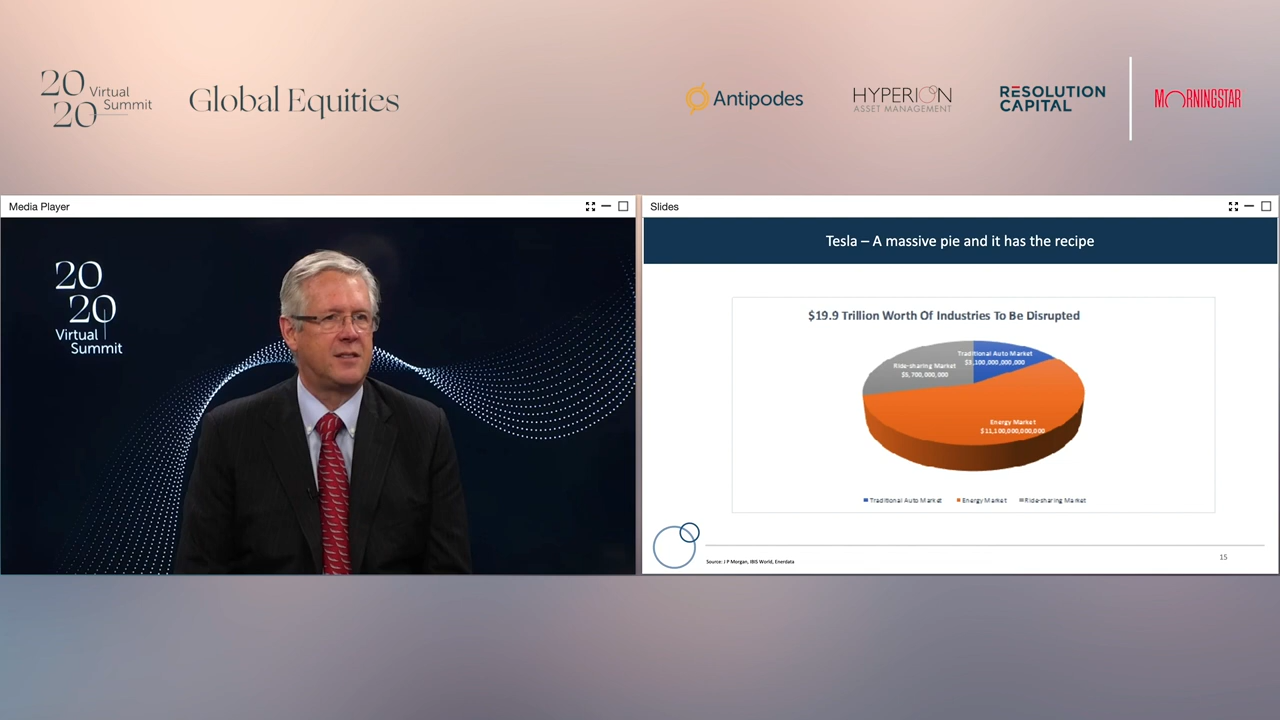 20
20
Virtual
Summit
Global Equities
Antipodes
HYPERION
ASSET MANAGEMENT
RESOLUTION
CAPITAL
MORNINGSTAR
Media Player
20
20
Virtual
Summit
Slides
Tesla – A massive pie and it has the recipe
$19.9 Trillion Worth Of Industries To Be Disrupted
Traditional Auto Market
$3,100,000,000,000
Ride-sharing Market
$5,700,000,000
Energy Market
$11,100,000,000,000
Traditional Auto Market
Energy Market
Ride-sharing Market
Source: J P Morgan, IBIS World, Enerdata
15